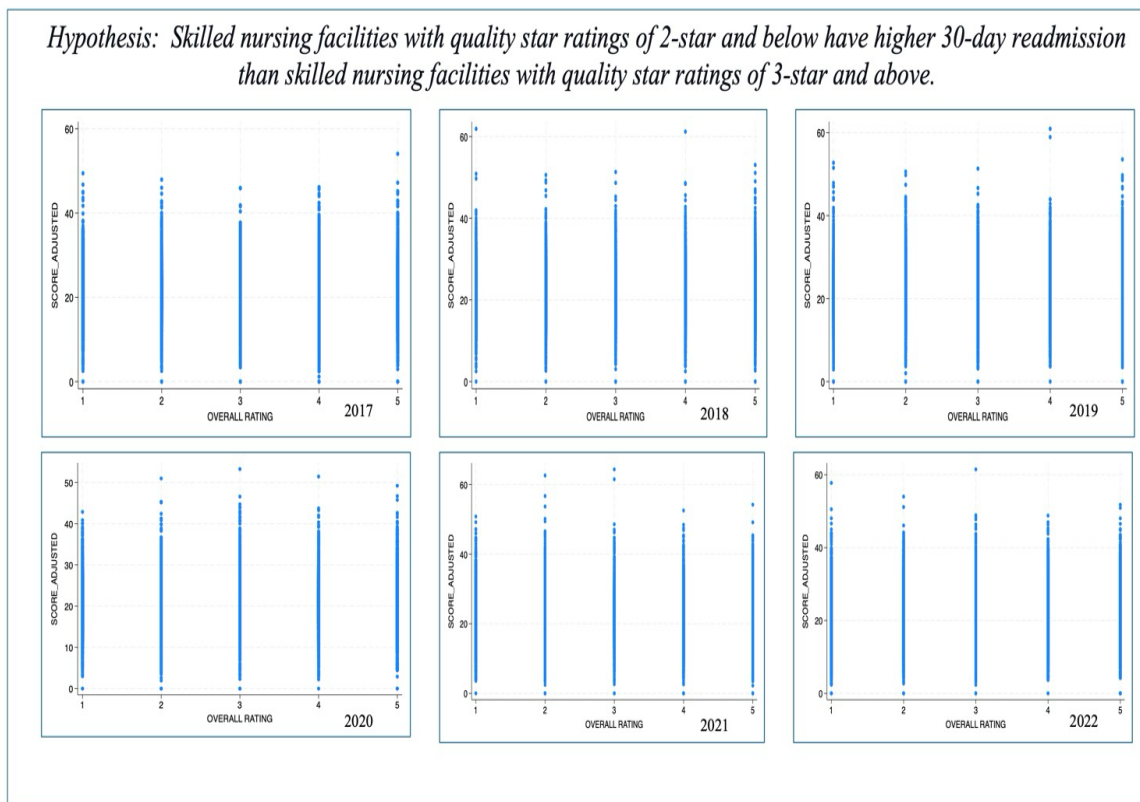 Hypothesis: Skilled nursing facilities with quality star ratings of 2-star and below have higher 30-day readmission
than skilled nursing facilities with quality star ratings of 3-star and above.
60
40
20
0
SCORE_ADJUSTED
1 2 3 4 5
OVERALL RATING
2017
60
40
20
0
SCORE_ADJUSTED
1 2 3 4 5
OVERALL RATING
2018
60
40
20
0
SCORE_ADJUSTED
1 2 3 4 5
OVERALL RATING
2019
50
40
30
20
10
0
SCORE_ADJUSTED
1 2 3 4 5
OVERALL RATING
2020
60
40
20
0
SCORE_ADJUSTED
1 2 3 4 5
OVERALL RATING
2021
60
40
20
0
SCORE_ADJUSTED
1 2 3 4 5
OVERALL RATING
2022